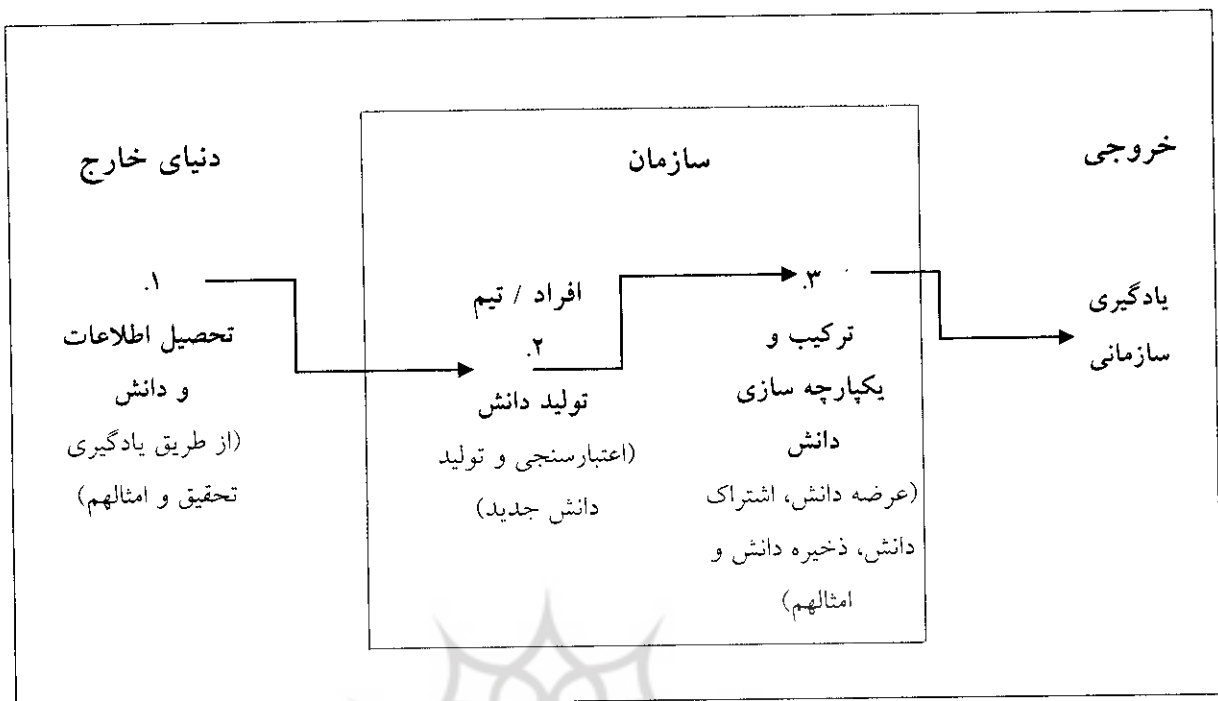 دنیای خارج
سازمان
خروجی
.۱
تحصیل اطلاعات
و دانش
(از طریق یادگیری
تحقیق و امثالهم)
افراد / تیم
.۲
تولید دانش
(اعتبارسنجی و تولید
دانش جدید)
.۳
ترکیب و
یکپارچه سازی
دانش
(عرضه دانش، اشتراک
دانش، ذخیره دانش و
امثالهم)
یادگیری
سازمانی